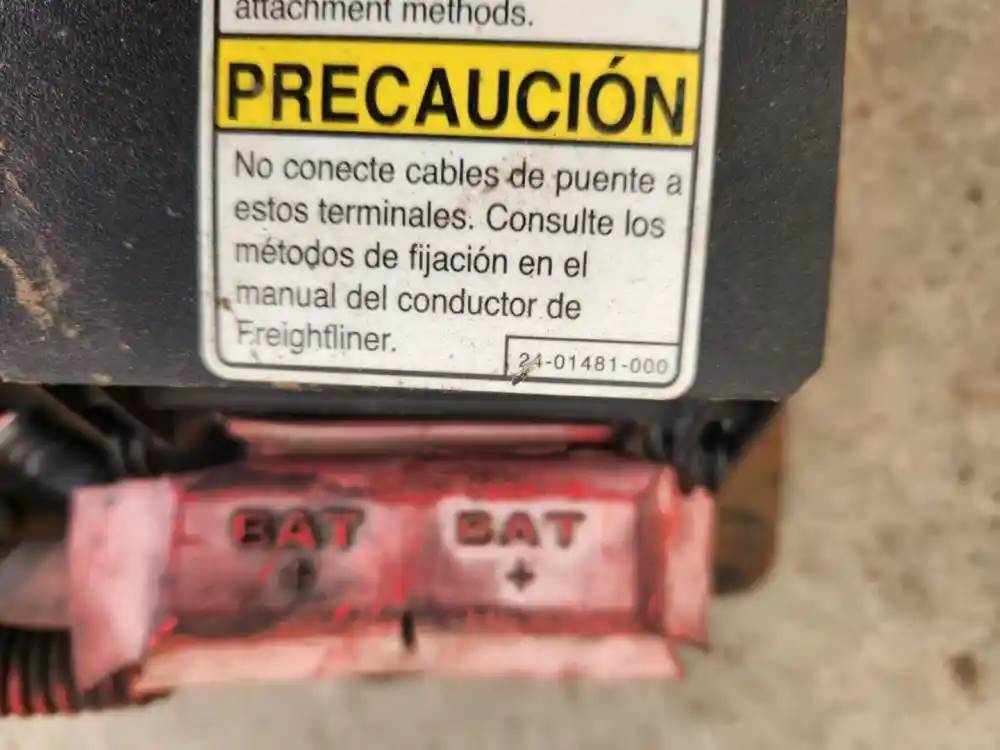 attachment methods.
PRECAUCIÓN
No conecte cables de puente a
estos terminales. Consulte los
métodos de fijación en el
manual del conductor de
Freightliner.
24-01481-000
BAT BAT
+ +